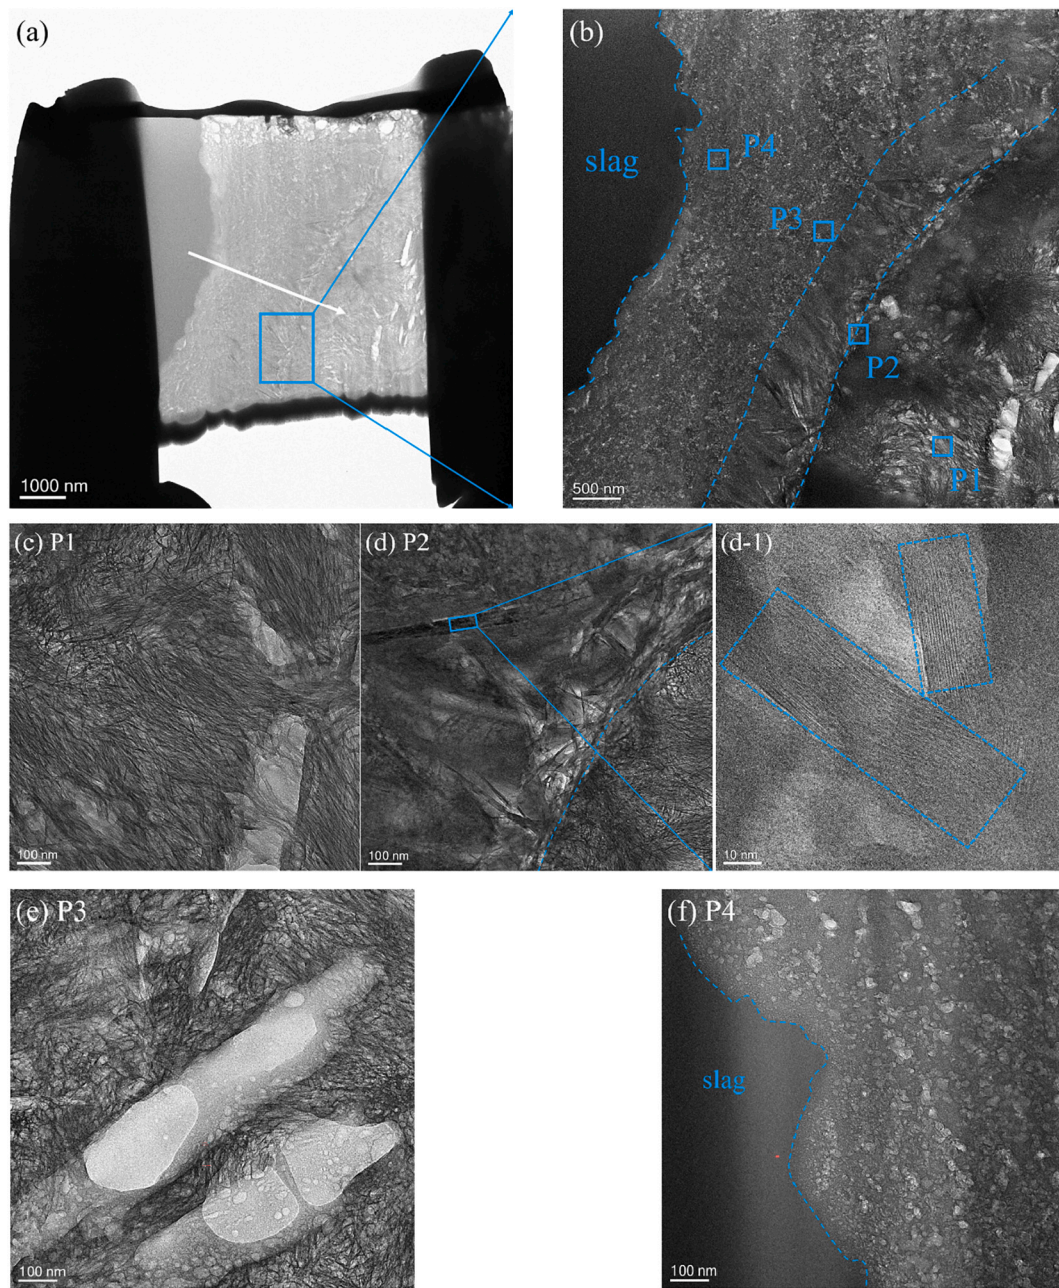 (a)
1000 nm
(b)
slag
P4
P3
P2
P1
500 nm
(c) P1
100 nm
(d) P2
100 nm
(d-1)
10 nm
(e) P3
100 nm
(f) P4
slag
100 nm